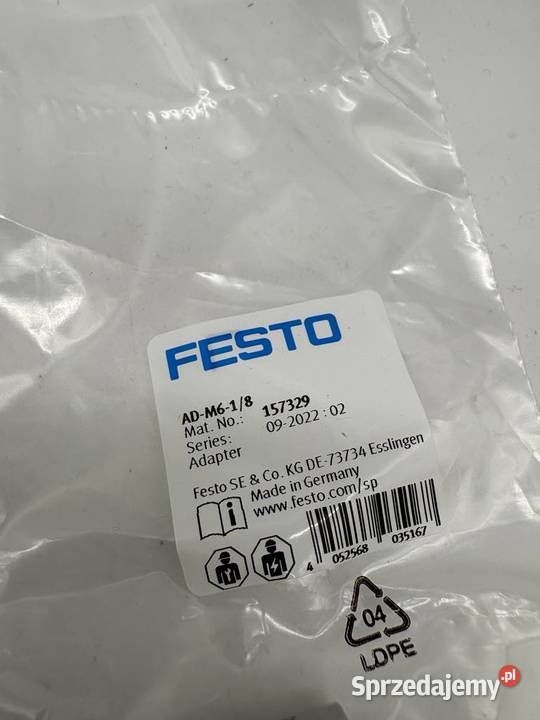 FESTO
AD-M6-1/8
Mat. No.: 157329
Series: 09-2022 : 02
Adapter
Festo SE & Co. KG DE-73734 Esslingen
Made in Germany
www.festo.com/sp
4 052568 035167
04
LDPE
Sprzedajemy.pl